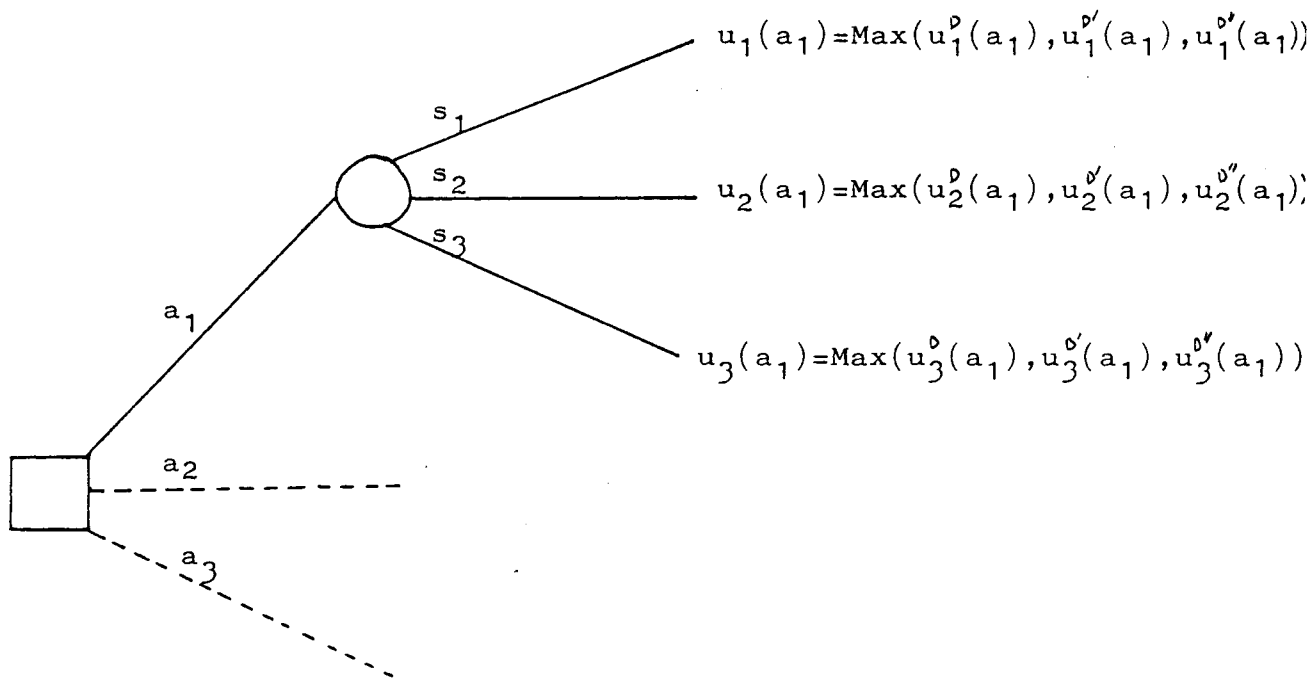 u₁(a₁)=Max(u₁ᴰ(a₁),u₁ᴰ′(a₁),u₁ᴰ″(a₁))
s₁
s₂
u₂(a₁)=Max(u₂ᴰ(a₁),u₂ᴰ′(a₁),u₂ᴰ″(a₁))
s₃
a₁
u₃(a₁)=Max(u₃ᴰ(a₁),u₃ᴰ′(a₁),u₃ᴰ″(a₁))
a₂
a₃